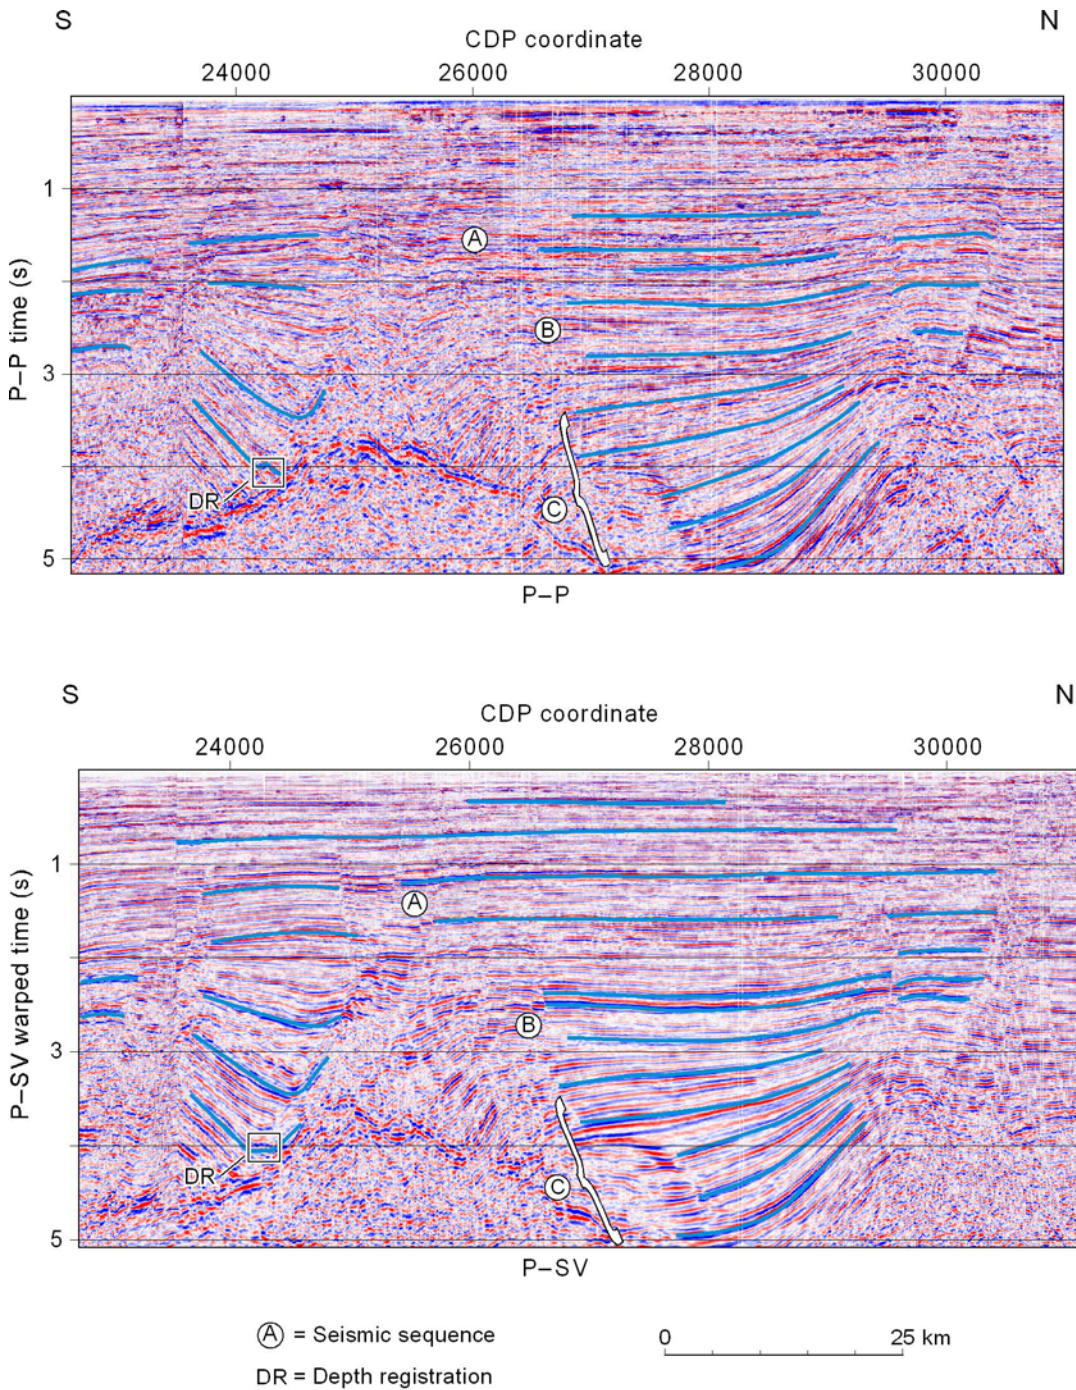 S
N
CDP coordinate
24000 26000 28000 30000
P–P time (s)
1
A
B
3
DR
C
5
P–P
S
N
CDP coordinate
24000 26000 28000 30000
P–SV warped time (s)
1
A
B
3
DR
C
5
P–SV
A = Seismic sequence
DR = Depth registration
0 25 km